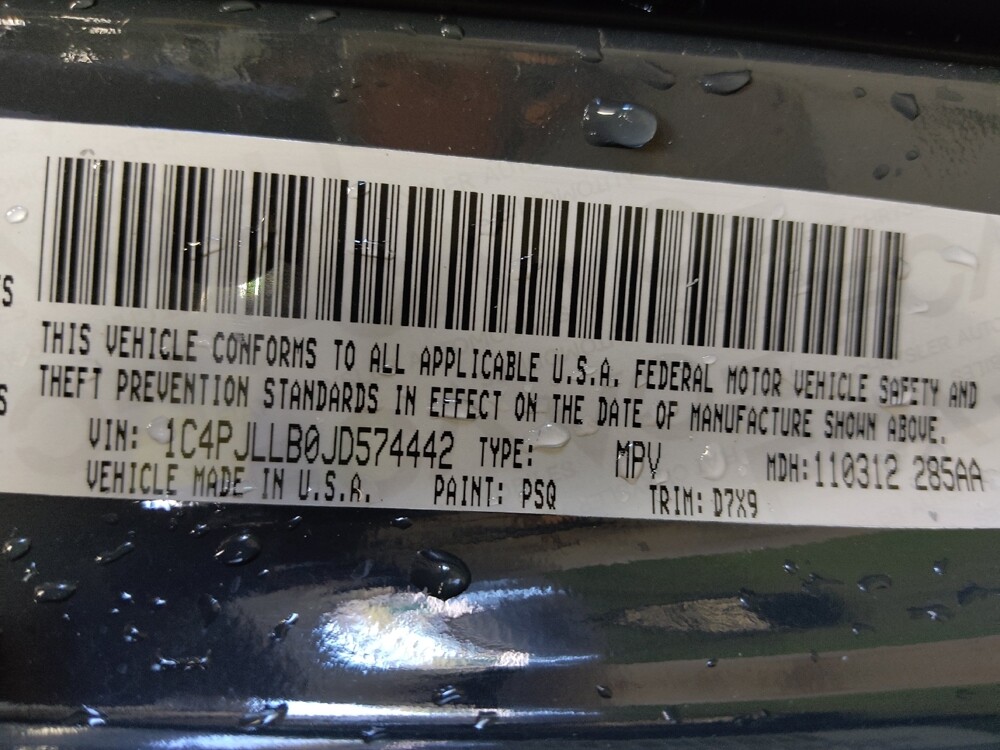 THIS VEHICLE CONFORMS TO ALL APPLICABLE U.S.A. FEDERAL MOTOR VEHICLE SAFETY AND
THEFT PREVENTION STANDARDS IN EFFECT ON THE DATE OF MANUFACTURE SHOWN ABOVE.
VIN: 1C4PJLLB0JD574442 TYPE: MPV MDH:110312 285AA
VEHICLE MADE IN U.S.A. PAINT: PSQ TRIM: D7X9